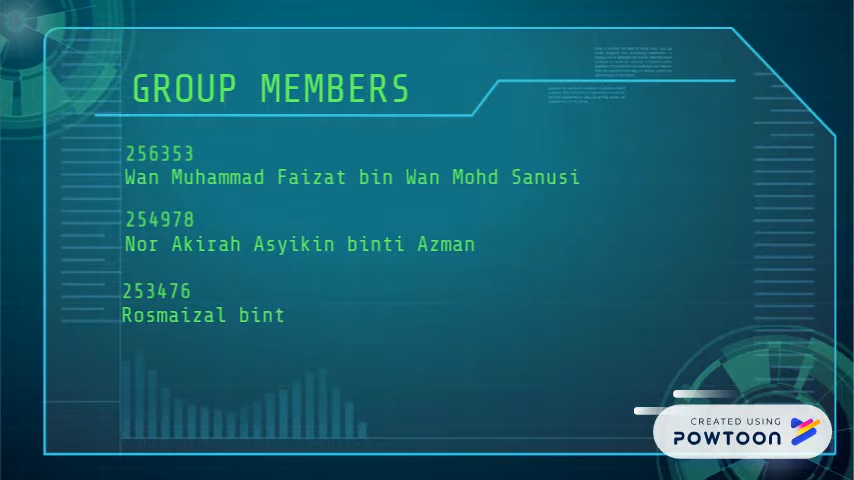 GROUP MEMBERS
256353
Wan Muhammad Faizat bin Wan Mohd Sanusi
254978
Nor Akirah Asyikin binti Azman
253476
Rosmaizal bint
CREATED USING
POWTOON